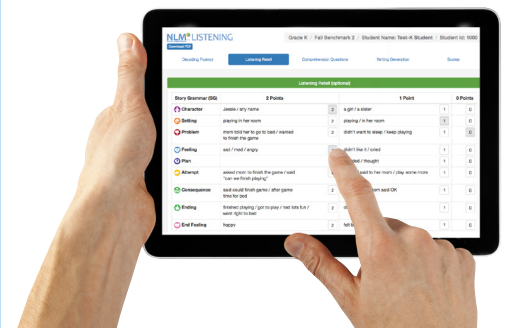 NLM LISTENING
Grade K / Fall Benchmark 2 / Student Name: Test-K Student / Student Id: 1000
Download PDF
Decoding Fluency Listening Retell Comprehension Questions Writing Generation Scores
Listening Retell (optional)
Story Grammar (SG) 2 Points 1 Point 0 Points
Character Jessie / any name 2 a girl / a sister 1 0
Setting playing in her room 2 playing / in her room 1 0
Problem mom told her to go to bed / wanted 2 didn't want to sleep / keep playing 1 0
to finish the game
Feeling sad / mad / angry didn't like it / cried 1 0
Plan / thought 1 0
Attempt asked mom to finish the game / said 2 said to her mom / play some more 1 0
"can we finish playing"
Consequence said could finish game / after game 2 mom said OK 1 0
time for bed
Ending finished playing / got to play / had lots fun / 2 1 0
went right to bed
End Feeling happy 2 felt 1 0